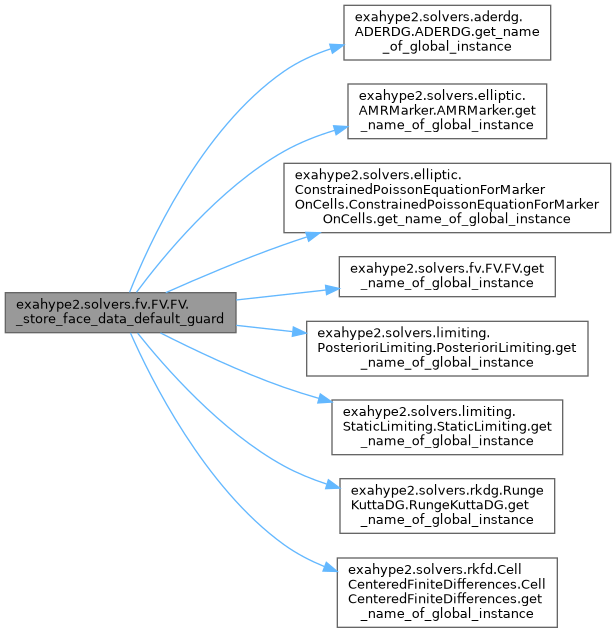 exahype2.solvers.aderdg.
ADERDG.ADERDG.get_name
_of_global_instance
exahype2.solvers.elliptic.
AMRMarker.AMRMarker.get
_name_of_global_instance
exahype2.solvers.elliptic.
ConstrainedPoissonEquationForMarker
OnCells.ConstrainedPoissonEquationForMarker
OnCells.get_name_of_global_instance
exahype2.solvers.fv.FV.FV.get
_name_of_global_instance
exahype2.solvers.fv.FV.FV.
_store_face_data_default_guard
exahype2.solvers.limiting.
PosterioriLimiting.PosterioriLimiting.get
_name_of_global_instance
exahype2.solvers.limiting.
StaticLimiting.StaticLimiting.get
_name_of_global_instance
exahype2.solvers.rkdg.Runge
KuttaDG.RungeKuttaDG.get
_name_of_global_instance
exahype2.solvers.rkfd.Cell
CenteredFiniteDifferences.Cell
CenteredFiniteDifferences.get
_name_of_global_instance